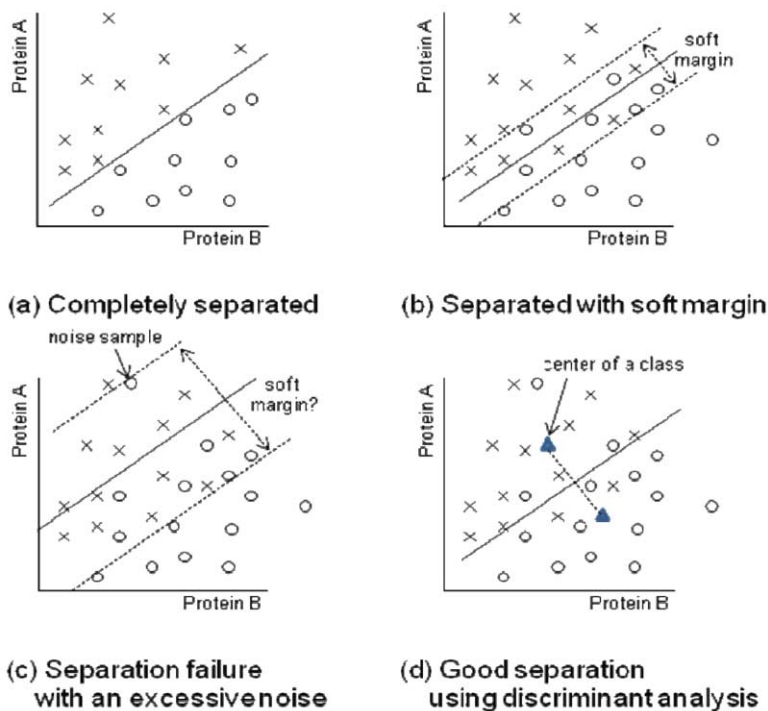 Protein A
Protein B
(a) Completely separated
Protein A
soft
margin
Protein B
(b) Separated with soft margin
noise sample
Protein A
soft
margin?
Protein B
(c) Separation failure
with an excessive noise
center of a class
Protein A
Protein B
(d) Good separation
using discriminant analysis